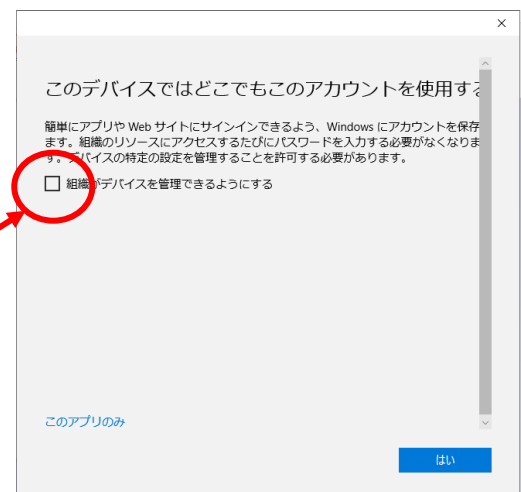 このデバイスではどこでもこのアカウントを使用する
簡単にアプリや Web サイトにサインインできるよう、Windows にアカウントを保存
ます。組織のリソースにアクセスするたびにパスワードを入力する必要がなくなりま
す。デバイスの特定の設定を管理することを許可する必要があります。
組織がデバイスを管理できるようにする
このアプリのみ
はい